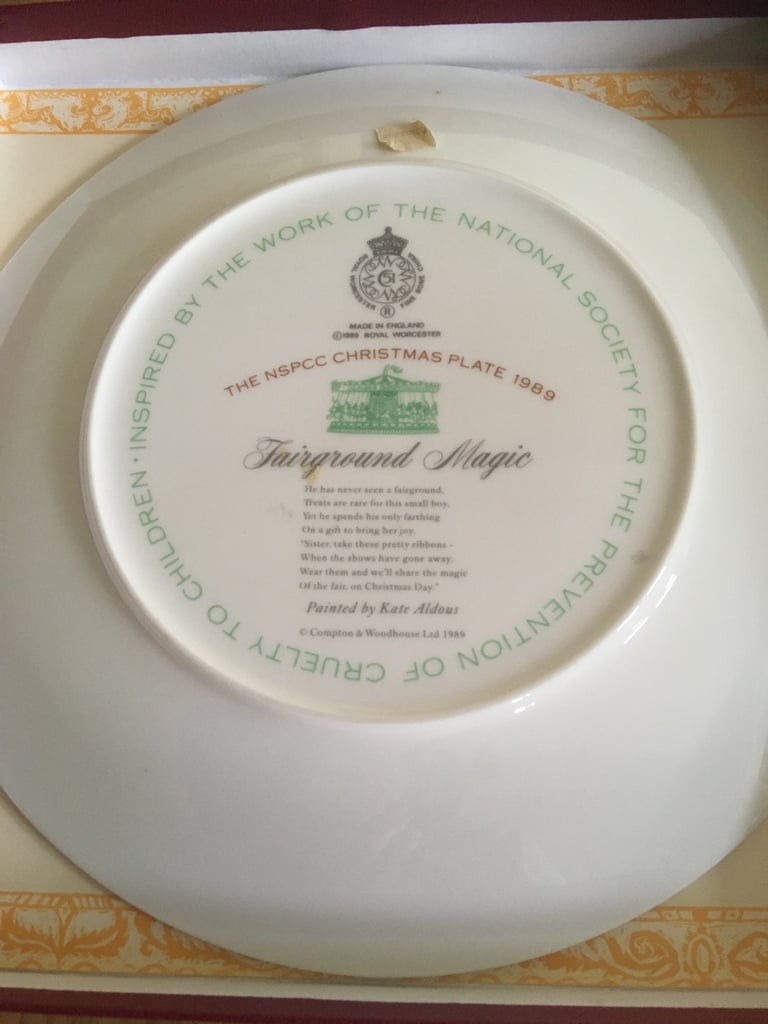 INSPIRED BY THE WORK OF THE NATIONAL SOCIETY FOR THE PREVENTION OF CRUELTY TO CHILDREN ·
ROYAL WORCESTER FINE BONE CHINA
51
®
MADE IN ENGLAND
©1989 ROYAL WORCESTER
THE NSPCC CHRISTMAS PLATE 1989
Fairground Magic
He has never seen a fairground,
Treats are rare for this small boy,
Yet he spends his only farthing
On a gift to bring her joy.
"Sister, take these pretty ribbons -
When the shows have gone away,
Wear them and we'll share the magic
Of the fair, on Christmas Day."
Painted by Kate Aldous
© Compton & Woodhouse Ltd 1989